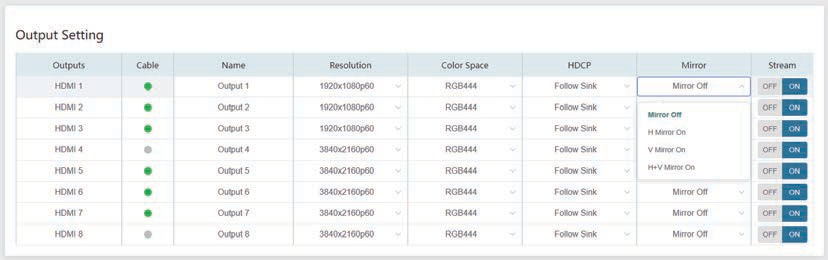 Output Setting
Outputs Cable Name Resolution Color Space HDCP Mirror Stream
HDMI 1 Output 1 1920x1080p60 RGB444 Follow Sink Mirror Off OFF ON
HDMI 2 Output 2 1920x1080p60 RGB444 Follow Sink OFF ON
Mirror Off
HDMI 3 Output 3 1920x1080p60 RGB444 Follow Sink H Mirror On OFF ON
HDMI 4 Output 4 3840x2160p60 RGB444 Follow Sink V Mirror On OFF ON
HDMI 5 Output 5 3840x2160p60 RGB444 Follow Sink H+V Mirror On OFF ON
HDMI 6 Output 6 3840x2160p60 RGB444 Follow Sink Mirror Off OFF ON
HDMI 7 Output 7 3840x2160p60 RGB444 Follow Sink Mirror Off OFF ON
HDMI 8 Output 8 3840x2160p60 RGB444 Follow Sink Mirror Off OFF ON